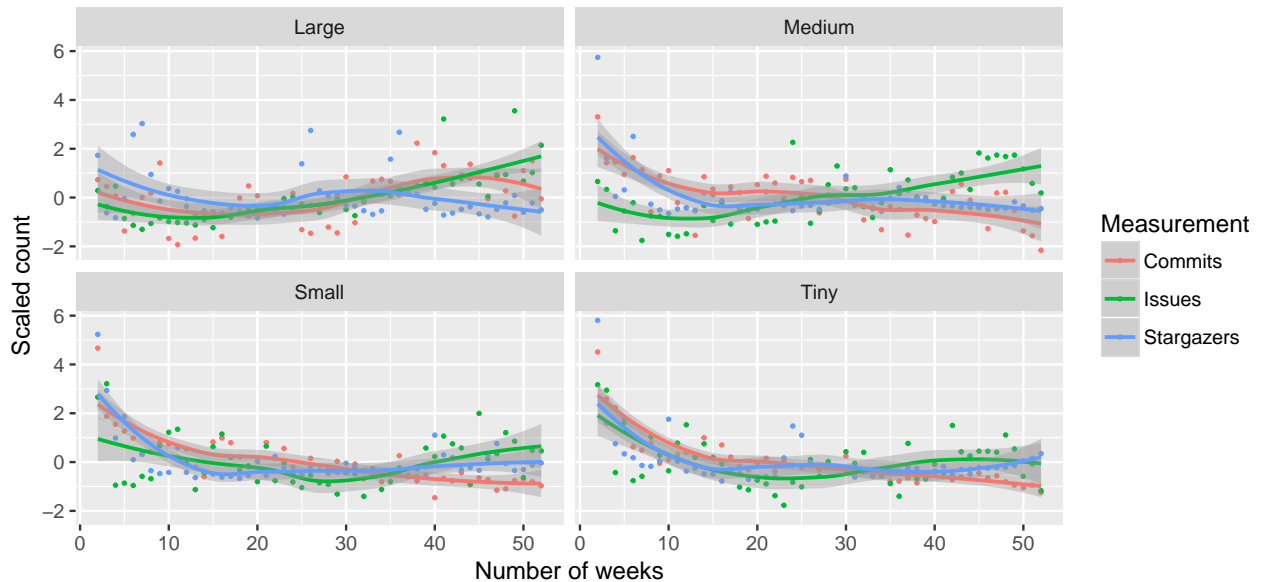 Large
Medium
6
4
2
0
−2
Small
Tiny
6
4
2
0
−2
0
10
20
30
40
50
0
10
20
30
40
50
Number of weeks
Scaled count
Measurement
Commits
Issues
Stargazers